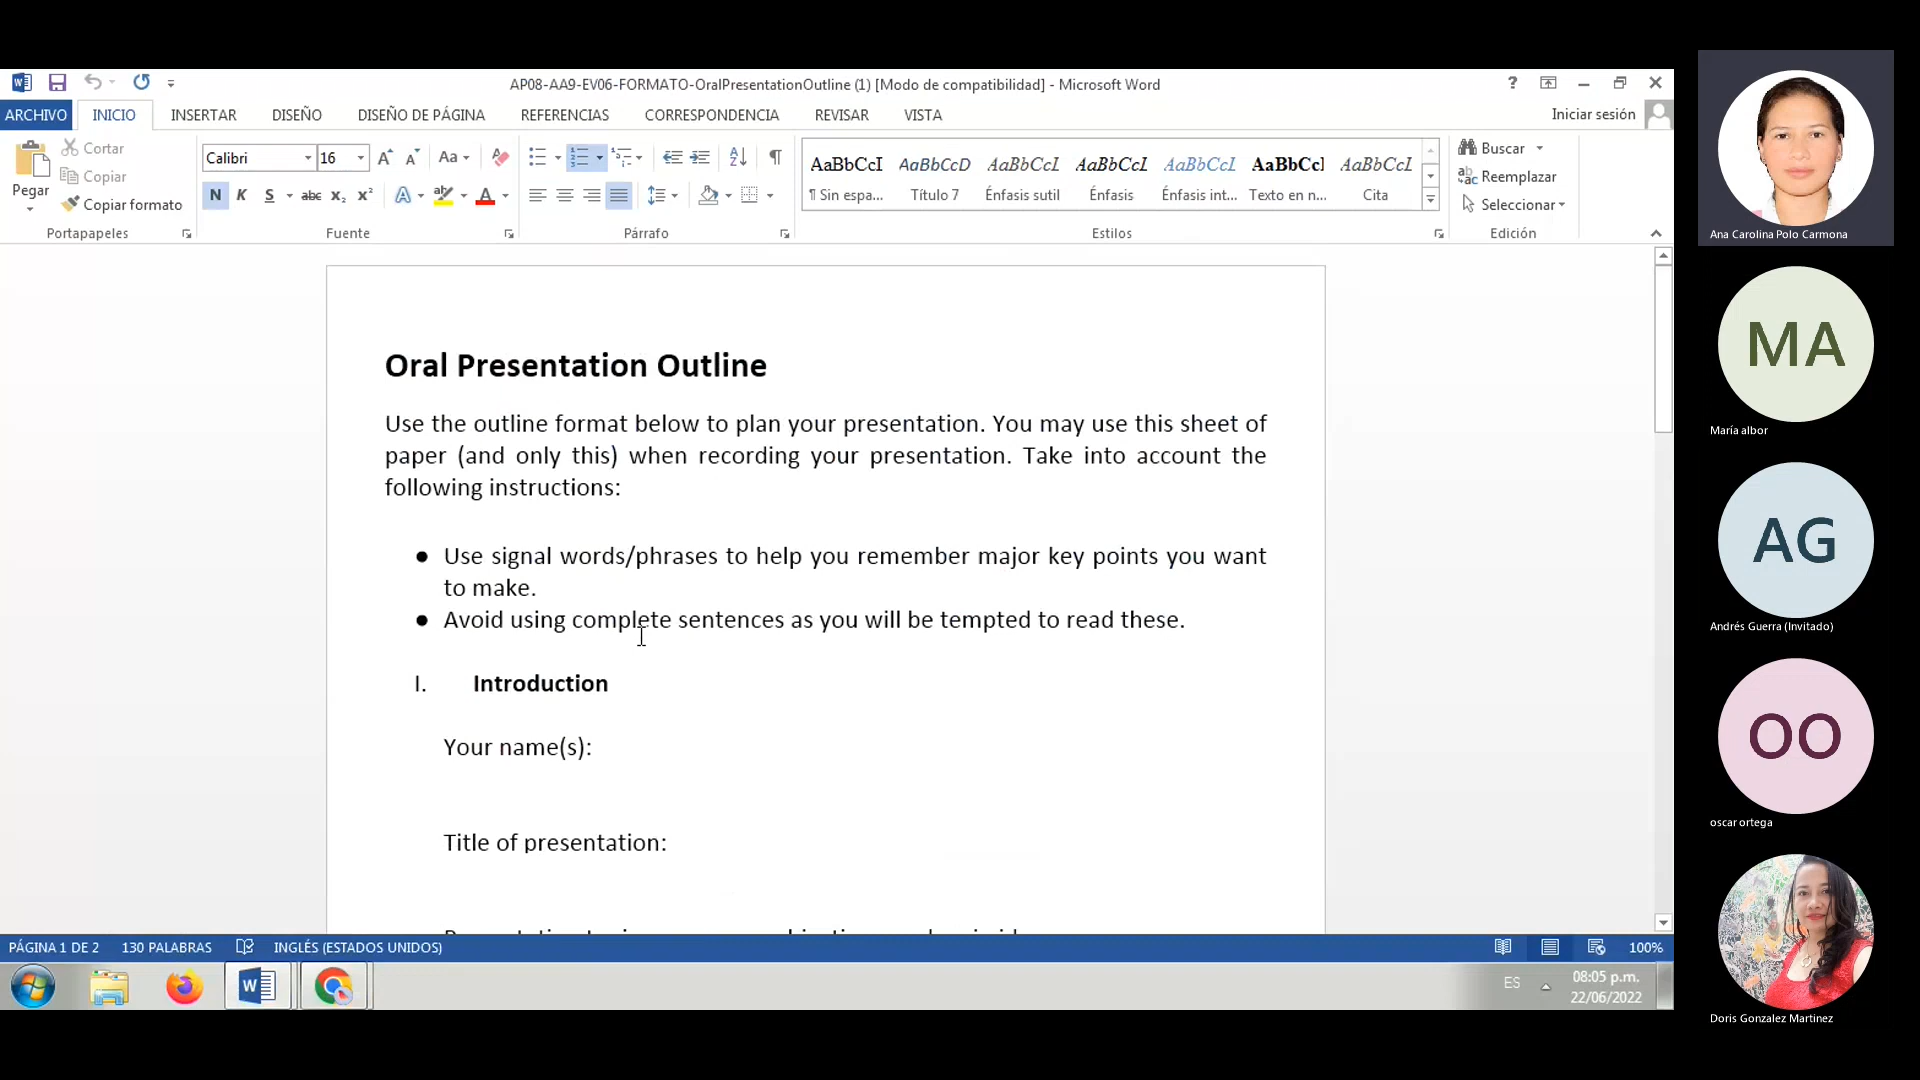 AP08-AA9-EV06-FORMATO-OralPresentationOutline (1) [Modo de compatibilidad] - Microsoft Word
ARCHIVO INICIO INSERTAR DISEÑO DISEÑO DE PÁGINA REFERENCIAS CORRESPONDENCIA REVISAR VISTA Iniciar sesión
Pegar
Cortar
Copiar
Copiar formato
Portapapeles
Calibri 16
Fuente
Párrafo
AaBbCcI AaBbCcD AaBbCcL AaBbCcL AaBbCcL AaBbCcI AaBbCcL
¶ Sin espa... Título 7 Énfasis sutil Énfasis Énfasis int... Texto en n... Cita
Estilos
Buscar
Reemplazar
Seleccionar
Edición
Oral Presentation Outline
Use the outline format below to plan your presentation. You may use this sheet of
paper (and only this) when recording your presentation. Take into account the
following instructions:
● Use signal words/phrases to help you remember major key points you want
to make.
● Avoid using complete sentences as you will be tempted to read these.
I. Introduction
Your name(s):
Title of presentation:
PÁGINA 1 DE 2 130 PALABRAS INGLÉS (ESTADOS UNIDOS) 100%
ES
08:05 p.m.
22/06/2022
Ana Carolina Polo Carmona
MA
María albor
AG
Andrés Guerra (Invitado)
OO
oscar ortega
Doris Gonzalez Martinez